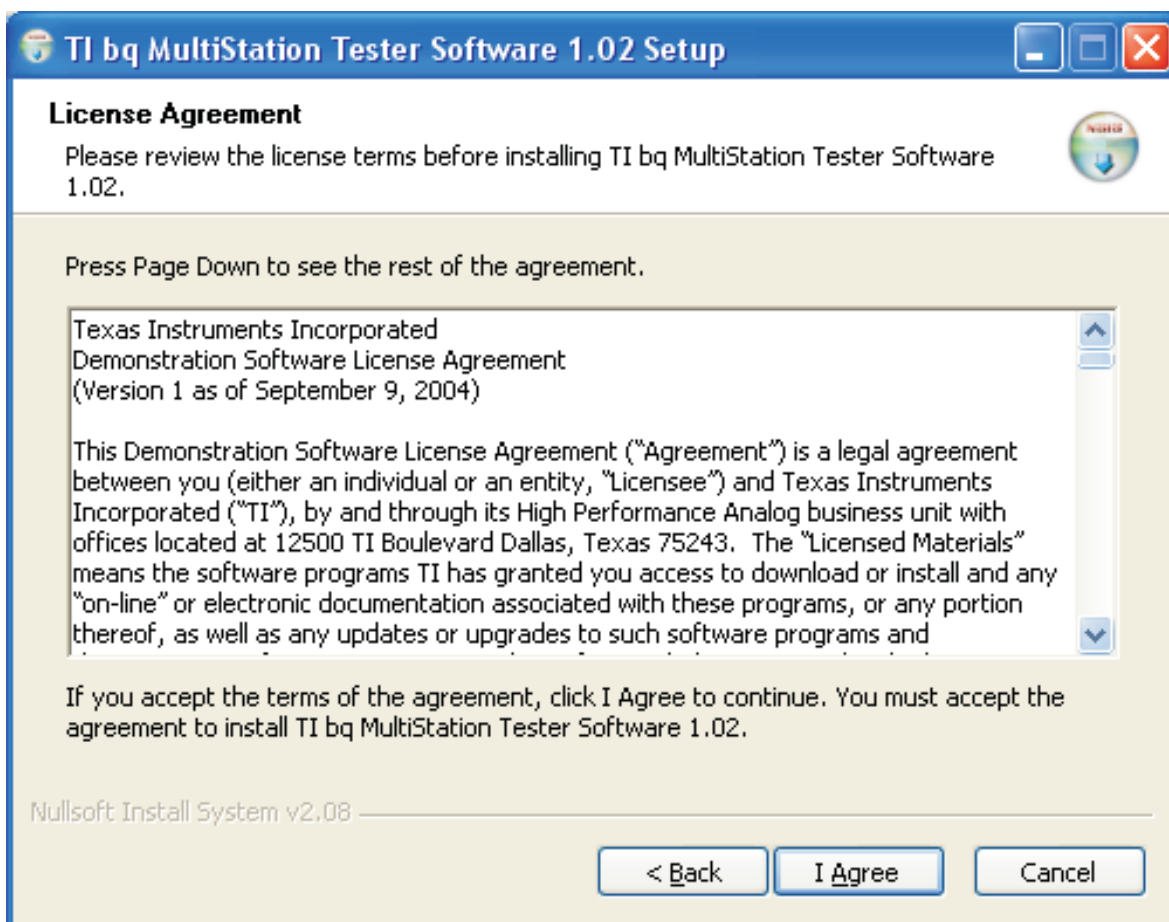 TI bq MultiStation Tester Software 1.02 Setup
License Agreement
Please review the license terms before installing TI bq MultiStation Tester Software
1.02.
Press Page Down to see the rest of the agreement.
Texas Instruments Incorporated
Demonstration Software License Agreement
(Version 1 as of September 9, 2004)
This Demonstration Software License Agreement (“Agreement”) is a legal agreement
between you (either an individual or an entity, “Licensee”) and Texas Instruments
Incorporated (“TI”), by and through its High Performance Analog business unit with
offices located at 12500 TI Boulevard Dallas, Texas 75243.  The “Licensed Materials”
means the software programs TI has granted you access to download or install and any
“on-line” or electronic documentation associated with these programs, or any portion
thereof, as well as any updates or upgrades to such software programs and
If you accept the terms of the agreement, click I Agree to continue. You must accept the
agreement to install TI bq MultiStation Tester Software 1.02.
Nullsoft Install System v2.08
< Back
I Agree
Cancel